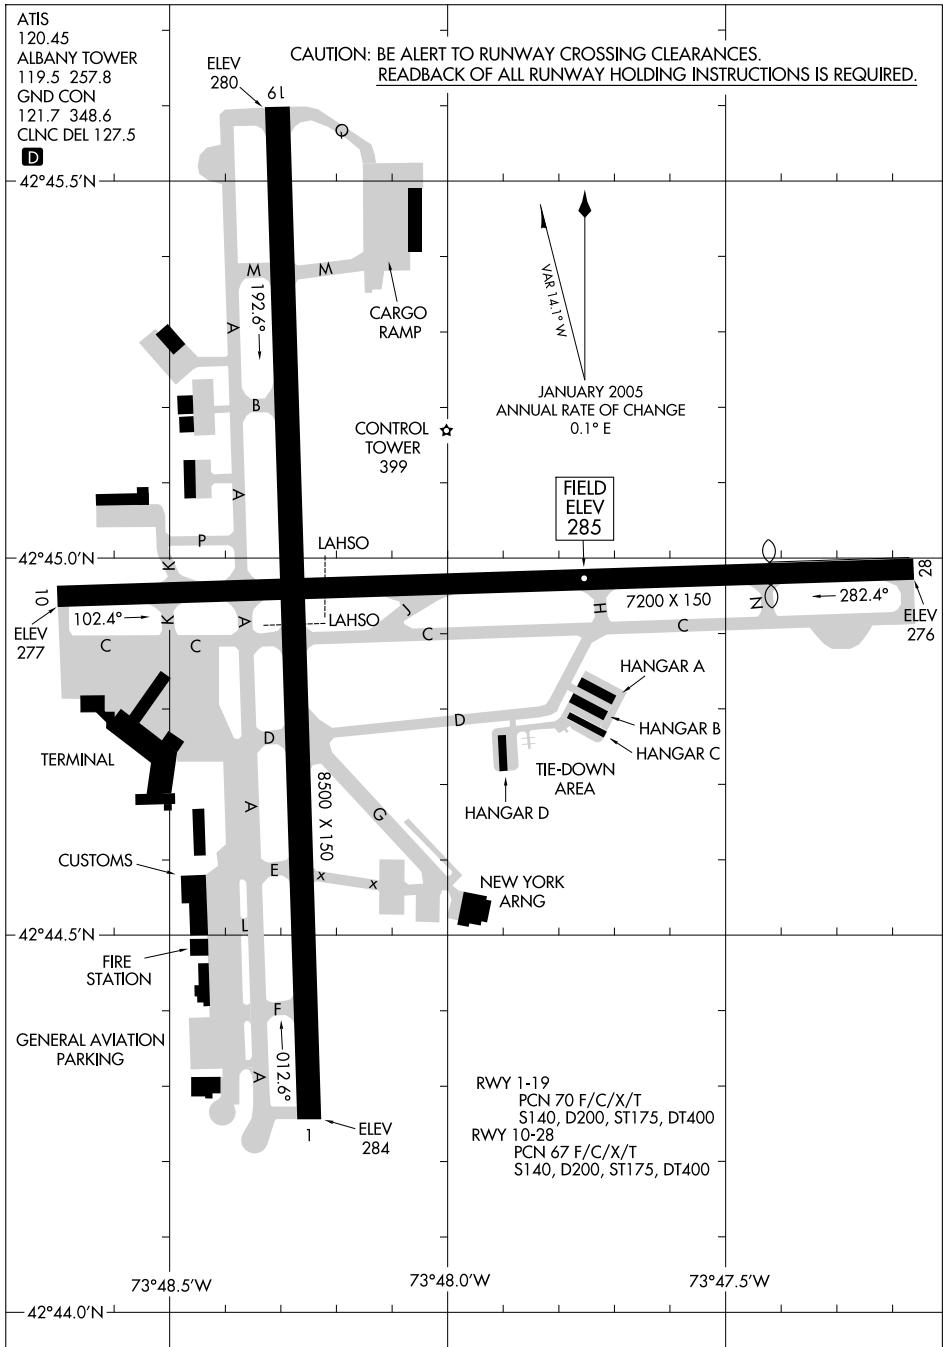 ATIS
120.45
ALBANY TOWER
119.5 257.8
GND CON
121.7 348.6
CLNC DEL 127.5
D
CAUTION: BE ALERT TO RUNWAY CROSSING CLEARANCES.
READBACK OF ALL RUNWAY HOLDING INSTRUCTIONS IS REQUIRED.
ELEV
280
19
Q
42°45.5'N
M
M
192.6°
A
CARGO
RAMP
VAR 14.1° W
JANUARY 2005
ANNUAL RATE OF CHANGE
0.1° E
B
CONTROL
TOWER
399
A
FIELD
ELEV
285
P
K
LAHSO
42°45.0'N
10
28
ELEV
277
102.4°
K
A
LAHSO
J
H
7200 X 150
N
282.4°
ELEV
276
C
C
C
C
HANGAR A
HANGAR B
HANGAR C
D
D
TERMINAL
TIE-DOWN
AREA
HANGAR D
A
8500 X 150
G
CUSTOMS
E
x
x
NEW YORK
ARNG
L
42°44.5'N
FIRE
STATION
F
GENERAL AVIATION
PARKING
A
012.6°
1
ELEV
284
RWY 1-19
PCN 70 F/C/X/T
S140, D200, ST175, DT400
RWY 10-28
PCN 67 F/C/X/T
S140, D200, ST175, DT400
73°48.5'W
73°48.0'W
73°47.5'W
42°44.0'N